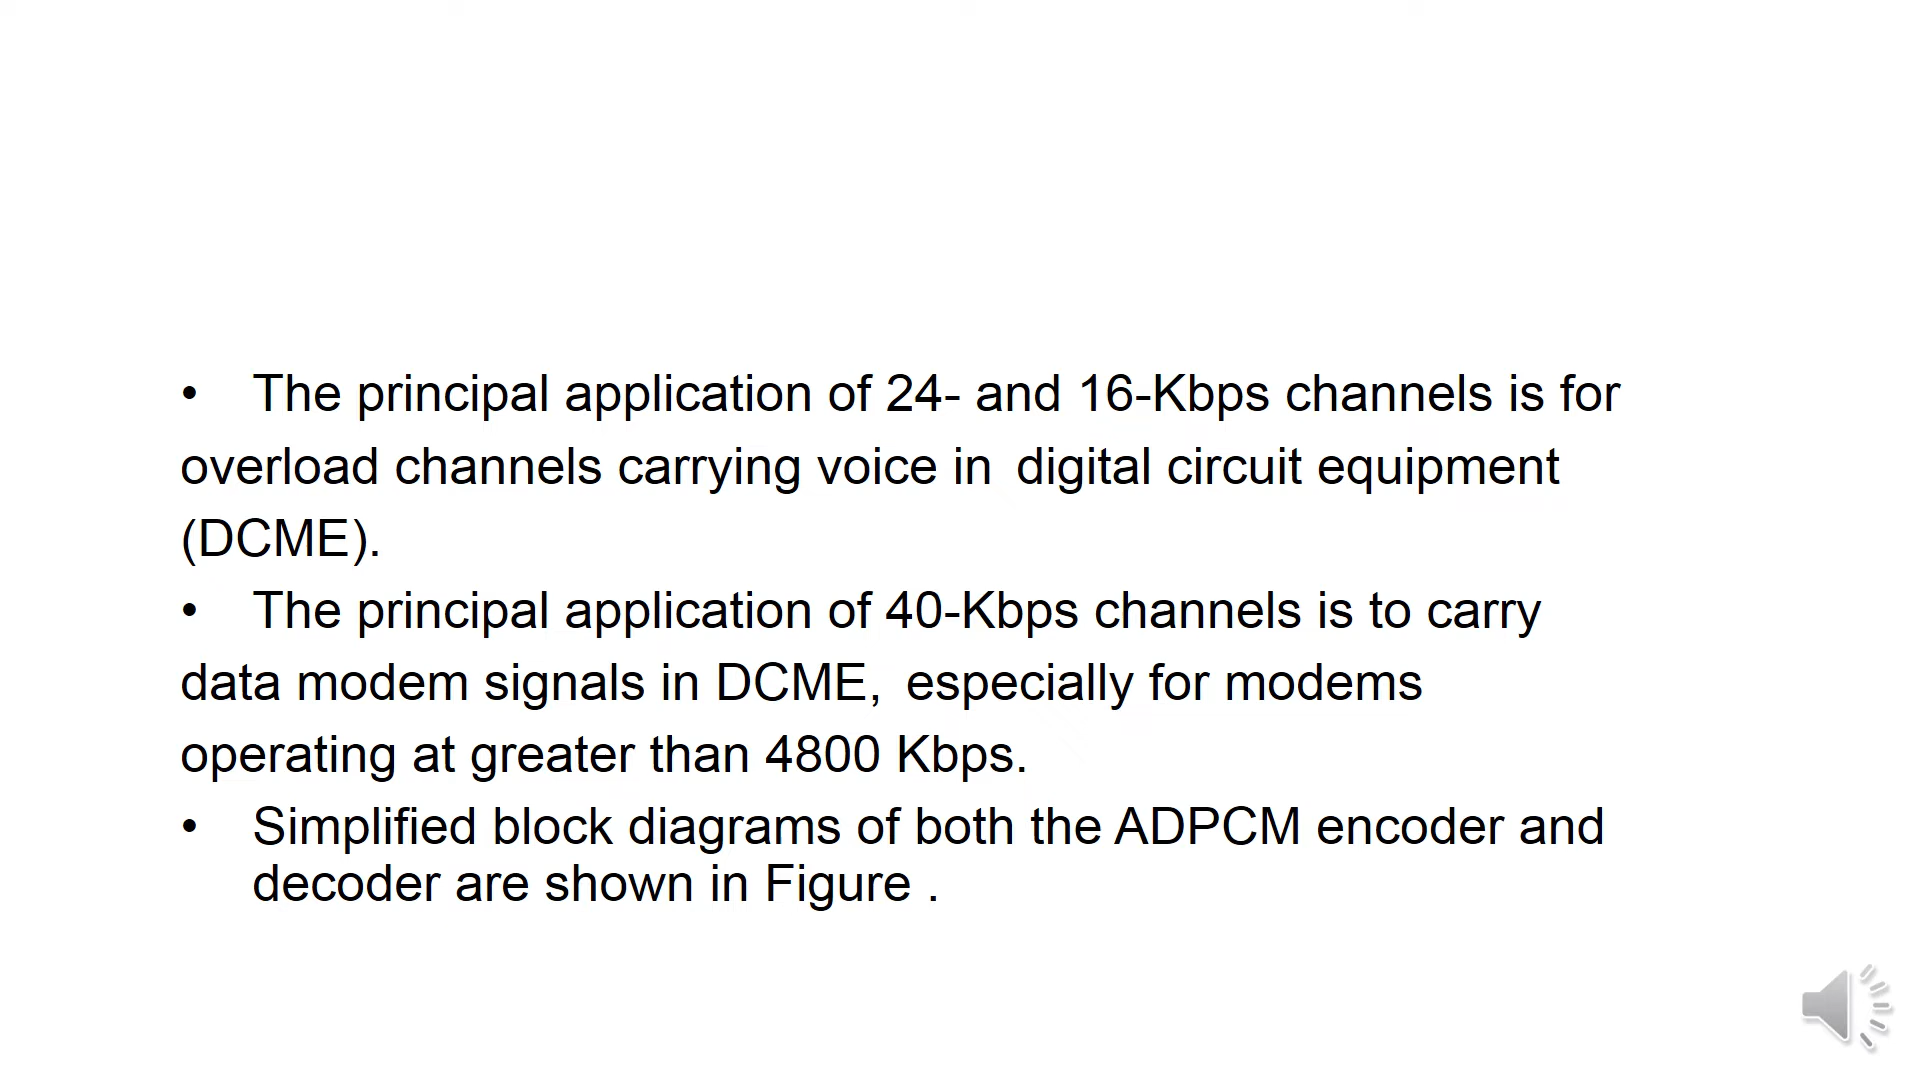 • The principal application of 24- and 16-Kbps channels is for
overload channels carrying voice in digital circuit equipment
(DCME).
• The principal application of 40-Kbps channels is to carry
data modem signals in DCME, especially for modems
operating at greater than 4800 Kbps.
• Simplified block diagrams of both the ADPCM encoder and
decoder are shown in Figure .